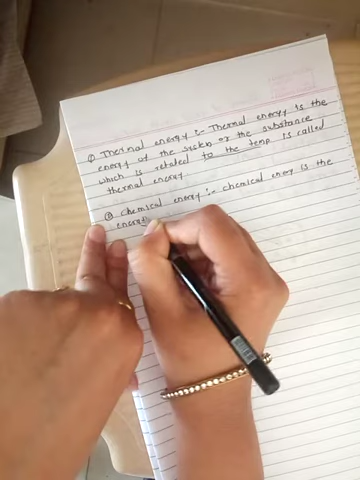 ① Thermal energy :- Thermal energy is the
energy of the system or the substance
which is related to the temp is called
thermal energy
② Chemical energy :- chemical enery is the
energy